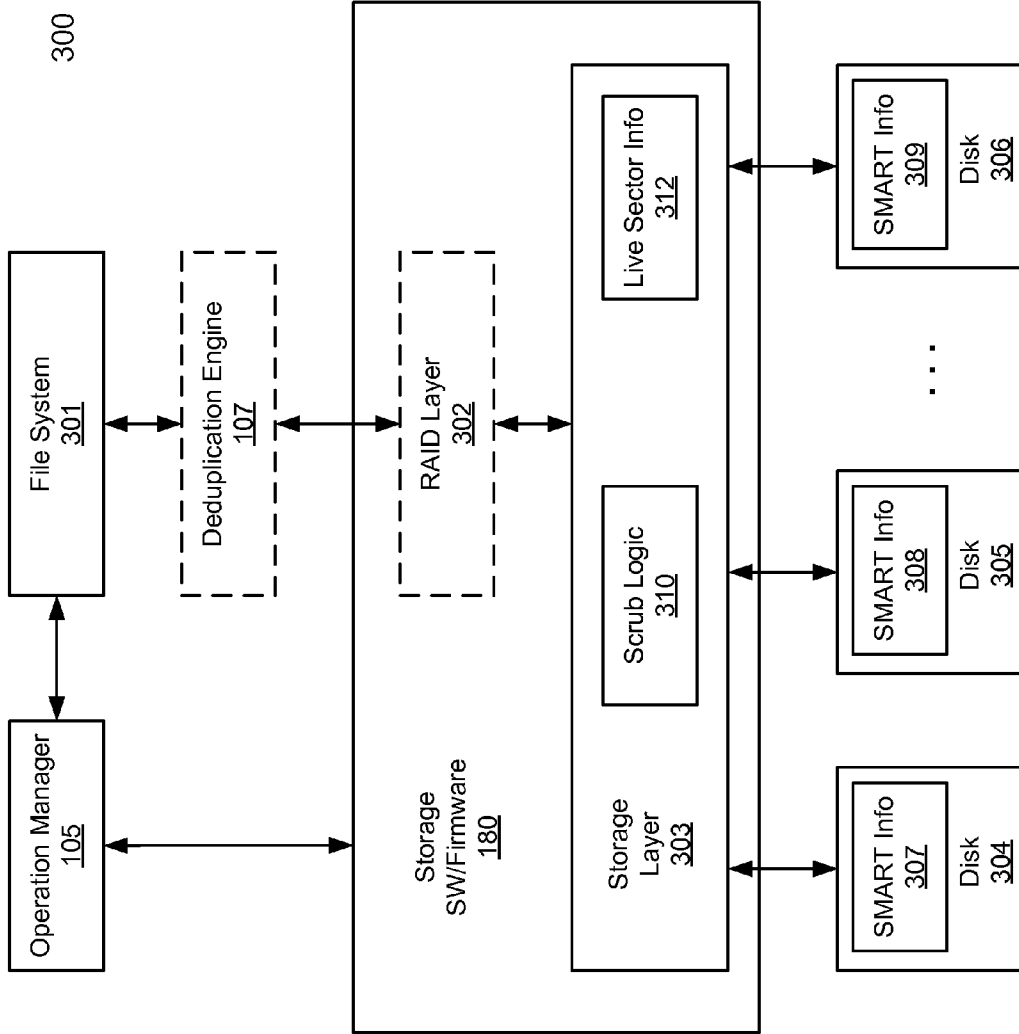 300
Operation Manager
105
File System
301
Deduplication Engine
107
Storage
SW/Firmware
180
RAID Layer
302
Storage
Layer
303
Scrub Logic
310
Live Sector Info
312
SMART Info
307
Disk
304
SMART Info
308
Disk
305
...
SMART Info
309
Disk
306